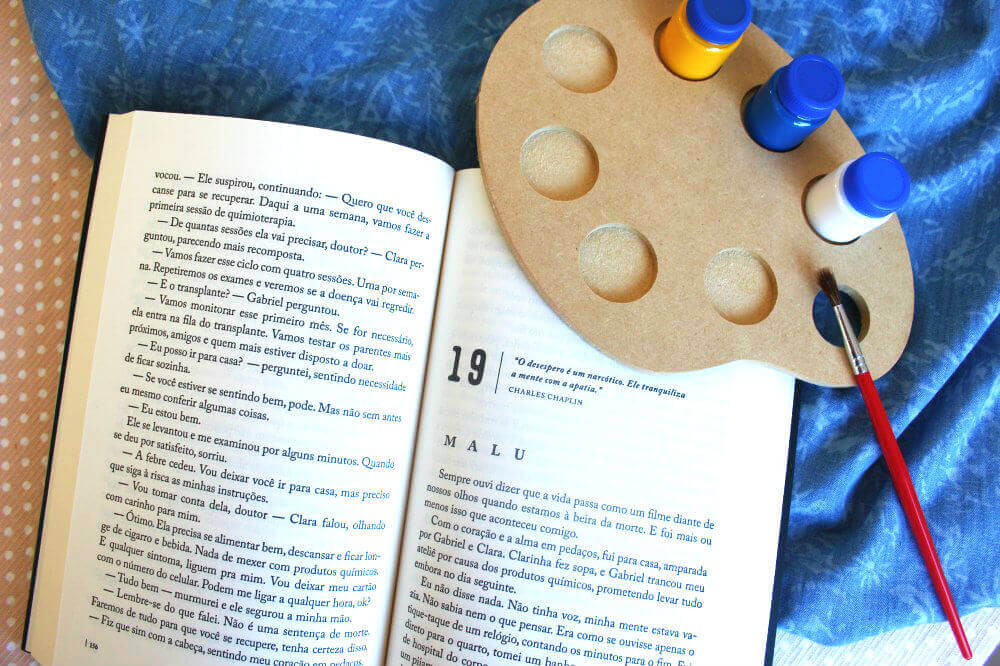 vocou. — Ele suspirou, continuando: — Quero que você des-
canse para se recuperar. Daqui a uma semana, vamos fazer a
primeira sessão de quimioterapia.
— De quantas sessões ela vai precisar, doutor? — Clara per-
guntou, parecendo mais recomposta.
— Vamos fazer esse ciclo com quatro sessões. Uma por sema-
na. Repetiremos os exames e veremos se a doença vai regredir.
— E o transplante? — Gabriel perguntou.
— Vamos monitorar esse primeiro mês. Se for necessário,
ela entra na fila do transplante. Vamos testar os parentes mais
próximos, amigos e quem mais estiver disposto a doar.
— Eu posso ir para casa? — perguntei, sentindo necessidade
de ficar sozinha.
— Se você estiver se sentindo bem, pode. Mas não sem antes
eu mesmo conferir algumas coisas.
— Eu estou bem.
Ele se levantou e me examinou por alguns minutos. Quando
se deu por satisfeito, sorriu.
— A febre cedeu. Vou deixar você ir para casa, mas preciso
que siga à risca as minhas instruções.
— Vou tomar conta dela, doutor — Clara falou, olhando
com carinho para mim.
— Ótimo. Ela precisa se alimentar bem, descansar e ficar lon-
ge de cigarro e bebida. Nada de mexer com produtos químicos.
E qualquer sintoma, liguem pra mim. Vou deixar meu cartão
com o número do celular. Podem me ligar a qualquer hora, ok?
— Tudo bem — murmurei e ele segurou a minha mão.
— Lembre-se do que falei. Não é uma sentença de morte.
Faremos de tudo para que você se recupere, tenha certeza disso.
— Fiz que sim com a cabeça, sentindo meu coração em pedaços.
| 156
19
"O desespero é um narcótico. Ele tranquiliza
a mente com a apatia."
CHARLES CHAPLIN
MALU
Sempre ouvi dizer que a vida passa como um filme diante de
nossos olhos quando estamos à beira da morte. E foi mais ou
menos isso que aconteceu comigo.
Com o coração e a alma em pedaços, fui para casa, amparada
por Gabriel e Clara. Clarinha fez sopa, e Gabriel trancou meu
ateliê por causa dos produtos químicos, prometendo levar tudo
embora no dia seguinte.
Eu não disse nada. Não tinha voz, minha mente estava va-
zia. Não sabia nem o que pensar. Era como se ouvisse apenas o
tique-taque de um relógio, contando os minutos para o fim. Fui
direto para o quarto, tomei um banho
de hospital do corpo
um pijam